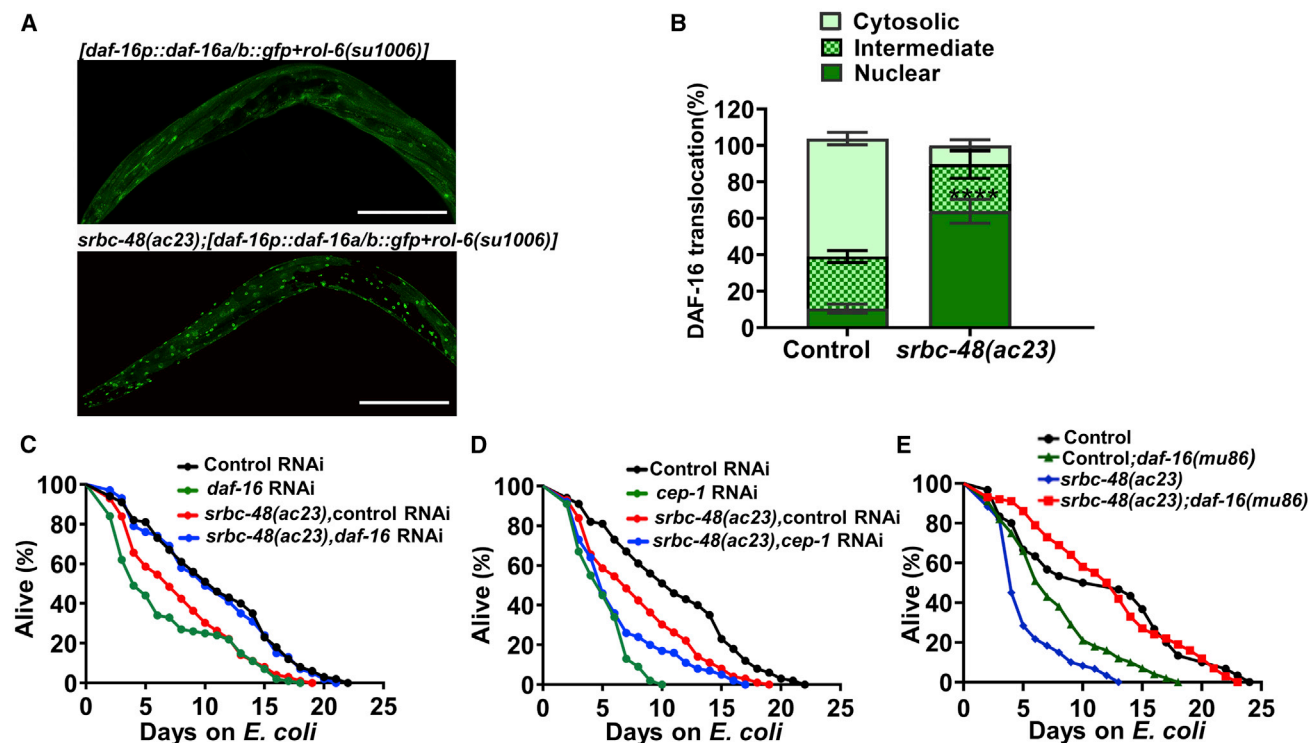 A
[daf-16p::daf-16a/b::gfp+rol-6(su1006)]
srbc-48(ac23);[daf-16p::daf-16a/b::gfp+rol-6(su1006)]
B
Cytosolic
Intermediate
Nuclear
DAF-16 translocation(%)
120
100
80
60
40
20
0
****
Control
srbc-48(ac23)
C
Control RNAi
daf-16 RNAi
srbc-48(ac23),control RNAi
srbc-48(ac23),daf-16 RNAi
Alive (%)
100
80
60
40
20
0
0 5 10 15 20 25
Days on E. coli
D
Control RNAi
cep-1 RNAi
srbc-48(ac23),control RNAi
srbc-48(ac23),cep-1 RNAi
Alive (%)
100
80
60
40
20
0
0 5 10 15 20 25
Days on E. coli
E
Control
Control;daf-16(mu86)
srbc-48(ac23)
srbc-48(ac23);daf-16(mu86)
Alive (%)
100
80
60
40
20
0
0 5 10 15 20 25
Days on E. coli